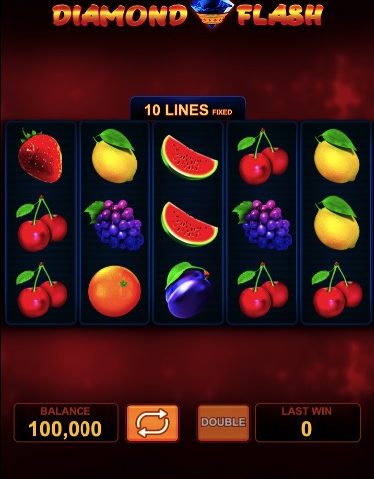 DIAMOND FLASH
10 LINES FIXED
BALANCE
100,000
DOUBLE
LAST WIN
0